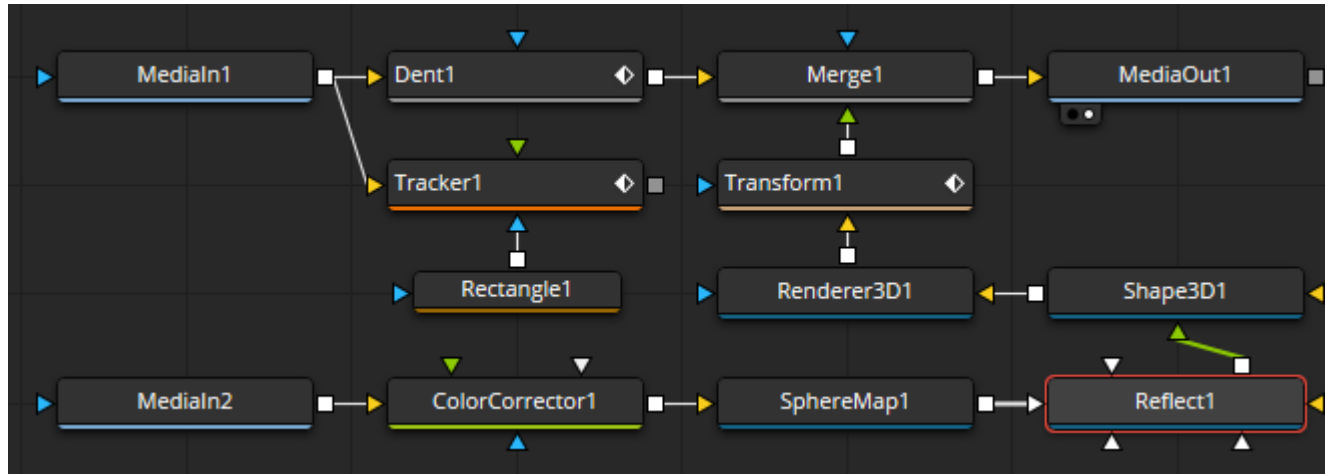 MediaIn1
Dent1
Merge1
MediaOut1
Tracker1
Transform1
Rectangle1
Renderer3D1
Shape3D1
MediaIn2
ColorCorrector1
SphereMap1
Reflect1